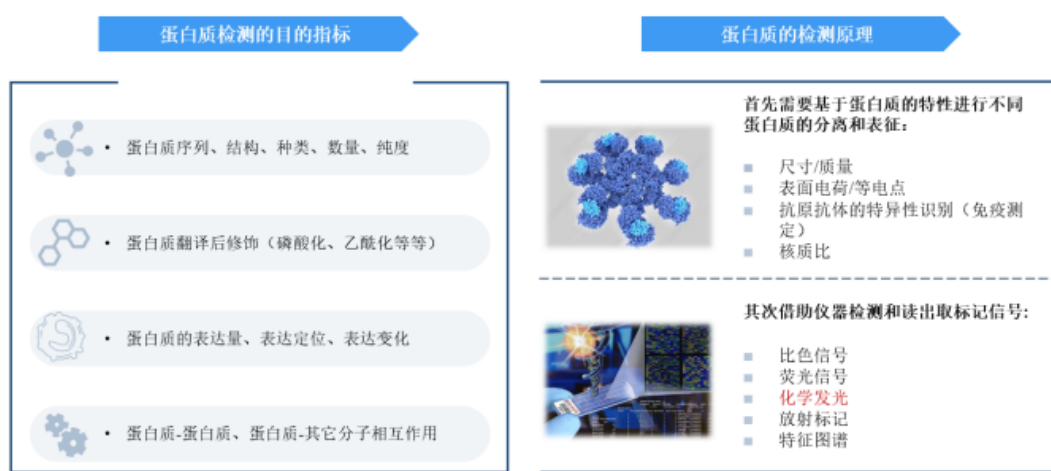 蛋白质检测的目的指标
• 蛋白质序列、结构、种类、数量、纯度
• 蛋白质翻译后修饰（磷酸化、乙酰化等等）
• 蛋白质的表达量、表达定位、表达变化
• 蛋白质-蛋白质、蛋白质-其它分子相互作用
蛋白质的检测原理
首先需要基于蛋白质的特性进行不同
蛋白质的分离和表征：
■ 尺寸/质量
■ 表面电荷/等电点
■ 抗原抗体的特异性识别（免疫测
定）
■ 核质比
其次借助仪器检测和读出取标记信号:
■ 比色信号
■ 荧光信号
■ 化学发光
■ 放射标记
■ 特征图谱